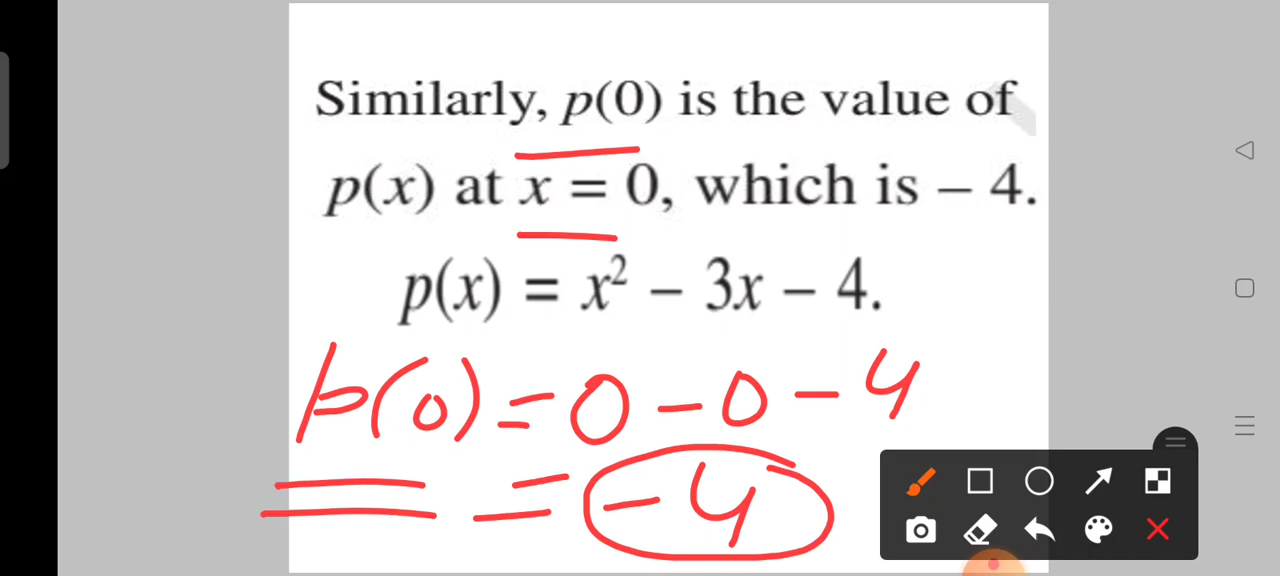 Similarly, p(0) is the value of
p(x) at x = 0, which is – 4.
p(x) = x² – 3x – 4.
p(0) = 0 – 0 – 4
= – 4